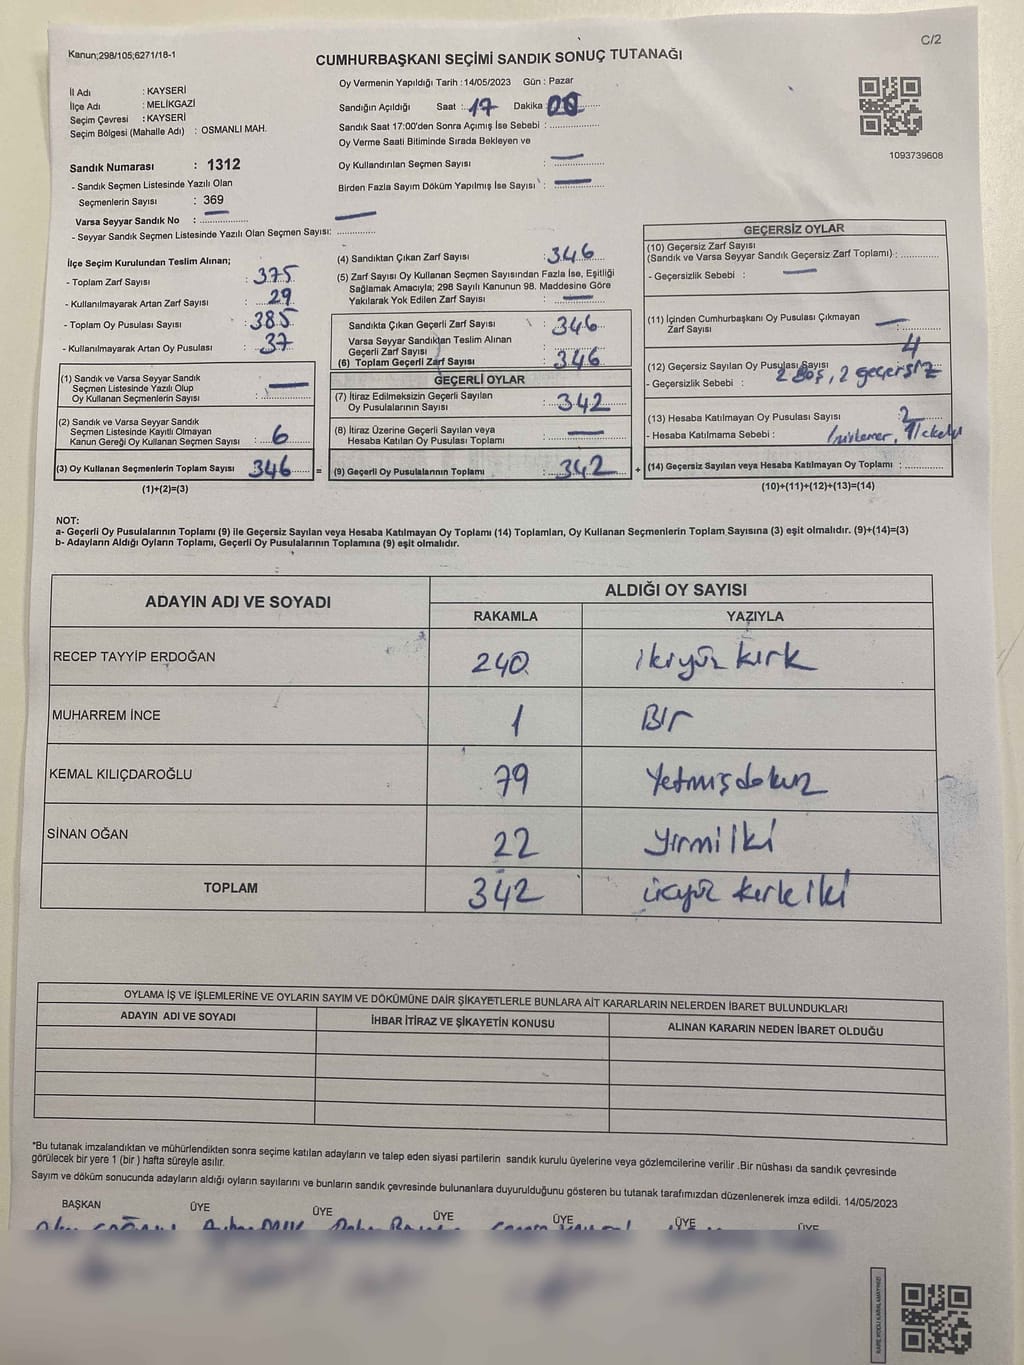 Kanun;298/105;6271/18-1
C/2
CUMHURBAŞKANI SEÇİMİ SANDIK SONUÇ TUTANAĞI
İl Adı : KAYSERİ
İlçe Adı : MELİKGAZİ
Seçim Çevresi : KAYSERİ
Seçim Bölgesi (Mahalle Adı) : OSMANLI MAH.
Oy Vermenin Yapıldığı Tarih :14/05/2023 Gün : Pazar
Sandığın Açıldığı Saat : 17 Dakika 00
Sandık Saat 17:00'den Sonra Açımış İse Sebebi :
Oy Verme Saati Bitiminde Sırada Bekleyen ve
Oy Kullandırılan Seçmen Sayısı : —
Birden Fazla Sayım Döküm Yapılmış İse Sayısı : —
1093739608
Sandık Numarası : 1312
- Sandık Seçmen Listesinde Yazılı Olan
Seçmenlerin Sayısı : 369
Varsa Seyyar Sandık No : —
- Seyyar Sandık Seçmen Listesinde Yazılı Olan Seçmen Sayısı: —
İlçe Seçim Kurulundan Teslim Alınan;
- Toplam Zarf Sayısı : 375
- Kullanılmayarak Artan Zarf Sayısı : 29
- Toplam Oy Pusulası Sayısı : 385
- Kullanılmayarak Artan Oy Pusulası : 37
(1) Sandık ve Varsa Seyyar Sandık
Seçmen Listesinde Yazılı Olup
Oy Kullanan Seçmenlerin Sayısı : —
(2) Sandık ve Varsa Seyyar Sandık
Seçmen Listesinde Kayıtlı Olmayan
Kanun Gereği Oy Kullanan Seçmen Sayısı : 6
(3) Oy Kullanan Seçmenlerin Toplam Sayısı 346 =
(1)+(2)=(3)
(4) Sandıktan Çıkan Zarf Sayısı : 346
(5) Zarf Sayısı Oy Kullanan Seçmen Sayısından Fazla İse, Eşitliği
Sağlamak Amacıyla; 298 Sayılı Kanunun 98. Maddesine Göre
Yakılarak Yok Edilen Zarf Sayısı : —
Sandıkta Çıkan Geçerli Zarf Sayısı : 346
Varsa Seyyar Sandıktan Teslim Alınan
Geçerli Zarf Sayısı :
(6) Toplam Geçerli Zarf Sayısı : 346
GEÇERLİ OYLAR
(7) İtiraz Edilmeksizin Geçerli Sayılan
Oy Pusulalarının Sayısı : 342
(8) İtiraz Üzerine Geçerli Sayılan veya
Hesaba Katılan Oy Pusulası Toplamı : —
(9) Geçerli Oy Pusulalarının Toplamı : 342 +
GEÇERSİZ OYLAR
(10) Geçersiz Zarf Sayısı
(Sandık ve Varsa Seyyar Sandık Geçersiz Zarf Toplamı) :
- Geçersizlik Sebebi : —
(11) İçinden Cumhurbaşkanı Oy Pusulası Çıkmayan
Zarf Sayısı : —
(12) Geçersiz Sayılan Oy Pusulası Sayısı 4
- Geçersizlik Sebebi : 2 Boş, 2 geçersiz
(13) Hesaba Katılmayan Oy Pusulası Sayısı : 2
- Hesaba Katılmama Sebebi :
(14) Geçersiz Sayılan veya Hesaba Katılmayan Oy Toplamı :
(10)+(11)+(12)+(13)=(14)
NOT:
a- Geçerli Oy Pusulalarının Toplamı (9) ile Geçersiz Sayılan veya Hesaba Katılmayan Oy Toplamı (14) Toplamları, Oy Kullanan Seçmenlerin Toplam Sayısına (3) eşit olmalıdır. (9)+(14)=(3)
b- Adayların Aldığı Oyların Toplamı, Geçerli Oy Pusulalarının Toplamına (9) eşit olmalıdır.
ADAYIN ADI VE SOYADI
ALDIĞI OY SAYISI
RAKAMLA YAZIYLA
RECEP TAYYİP ERDOĞAN 240 ikiyüz kırk
MUHARREM İNCE 1 Bir
KEMAL KILIÇDAROĞLU 79 Yetmişdokuz
SİNAN OĞAN 22 Yirmi İki
TOPLAM 342 üçyüz kırk iki
OYLAMA İŞ VE İŞLEMLERİNE VE OYLARIN SAYIM VE DÖKÜMÜNE DAİR ŞİKAYETLERLE BUNLARA AİT KARARLARIN NELERDEN İBARET BULUNDUKLARI
ADAYIN ADI VE SOYADI İHBAR İTİRAZ VE ŞİKAYETİN KONUSU ALINAN KARARIN NEDEN İBARET OLDUĞU
*Bu tutanak imzalandıktan ve mühürlendikten sonra seçime katılan adayların ve talep eden siyasi partilerin sandık kurulu üyelerine veya gözlemcilerine verilir .Bir nüshası da sandık çevresinde
görülecek bir yere 1 (bir ) hafta süreyle asılır.
Sayım ve döküm sonucunda adayların aldığı oyların sayılarını ve bunların sandık çevresinde bulunanlara duyurulduğunu gösteren bu tutanak tarafımızdan düzenlenerek imza edildi. 14/05/2023
BAŞKAN ÜYE ÜYE ÜYE ÜYE ÜYE ÜYE